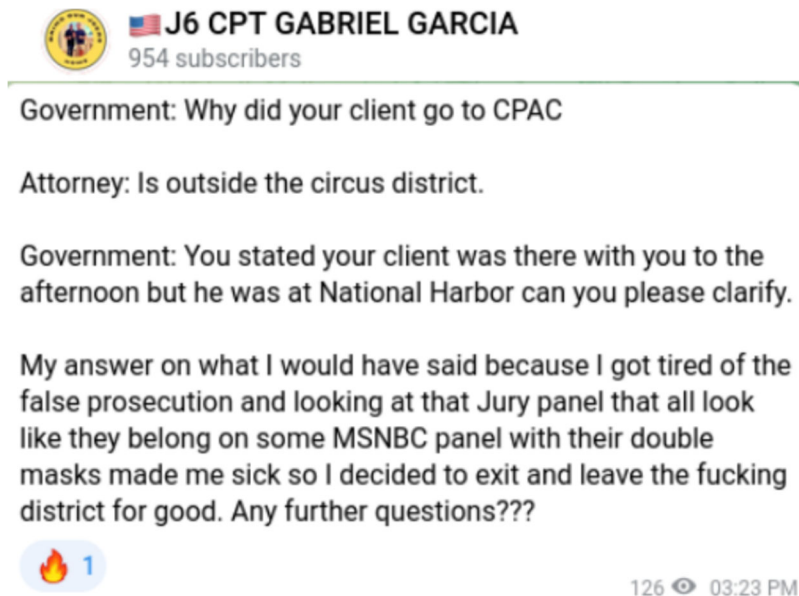 🇺🇸J6 CPT GABRIEL GARCIA
954 subscribers
Government: Why did your client go to CPAC
Attorney: Is outside the circus district.
Government: You stated your client was there with you to the
afternoon but he was at National Harbor can you please clarify.
My answer on what I would have said because I got tired of the
false prosecution and looking at that Jury panel that all look
like they belong on some MSNBC panel with their double
masks made me sick so I decided to exit and leave the fucking
district for good. Any further questions???
🔥 1
126 03:23 PM